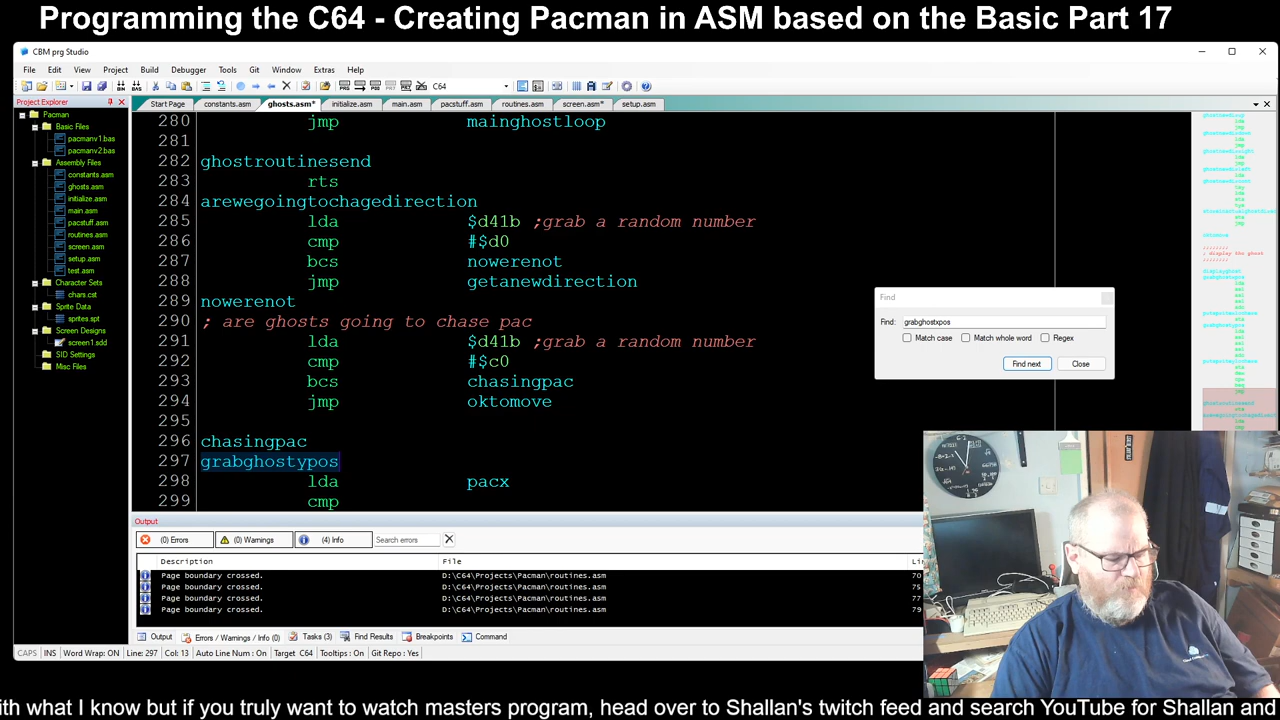 Programming the C64 - Creating Pacman in ASM based on the Basic Part 17
CBM prg Studio
File Edit View Project Build Debugger Tools Git Window Extras Help
C64
Project Explorer
Start Page constants.asm ghosts.asm* initialize.asm main.asm pacstuff.asm routines.asm screen.asm* setup.asm
Pacman
Basic Files
pacmanv1.bas
pacmanv2.bas
Assembly Files
constants.asm
ghosts.asm
initialize.asm
main.asm
pacstuff.asm
routines.asm
screen.asm
setup.asm
test.asm
Character Sets
chars.cst
Sprite Data
sprites.spt
Screen Designs
screen1.sdd
SID Settings
Misc Files
280 jmp mainghostloop
281
282 ghostroutinesend
283 rts
284 arewegoingtochagedirection
285 lda $d41b ;grab a random number
286 cmp #$d0
287 bcs nowerenot
288 jmp getanewdirection
289 nowerenot
290 ; are ghosts going to chase pac
291 lda $d41b ;grab a random number
292 cmp #$c0
293 bcs chasingpac
294 jmp oktomove
295
296 chasingpac
297 grabghostypos
298 lda pacx
299 cmp
Find
Find: grabghostxpos
Match case Match whole word Regex
Find next Close
Output
(0) Errors (0) Warnings (4) Info Search errors
Description File
Page boundary crossed. D:\C64\Projects\Pacman\routines.asm 70
Page boundary crossed. D:\C64\Projects\Pacman\routines.asm 75
Page boundary crossed. D:\C64\Projects\Pacman\routines.asm 77
Page boundary crossed. D:\C64\Projects\Pacman\routines.asm 79
Output Errors / Warnings / Info (0) Tasks (3) Find Results Breakpoints Command
CAPS INS Word Wrap: ON Line: 297 Col: 13 Auto Line Num : On Target C64 Tooltips : On Git Repo : Yes
with what I know but if you truly want to watch masters program, head over to Shallan's twitch feed and search YouTube for Shallan and